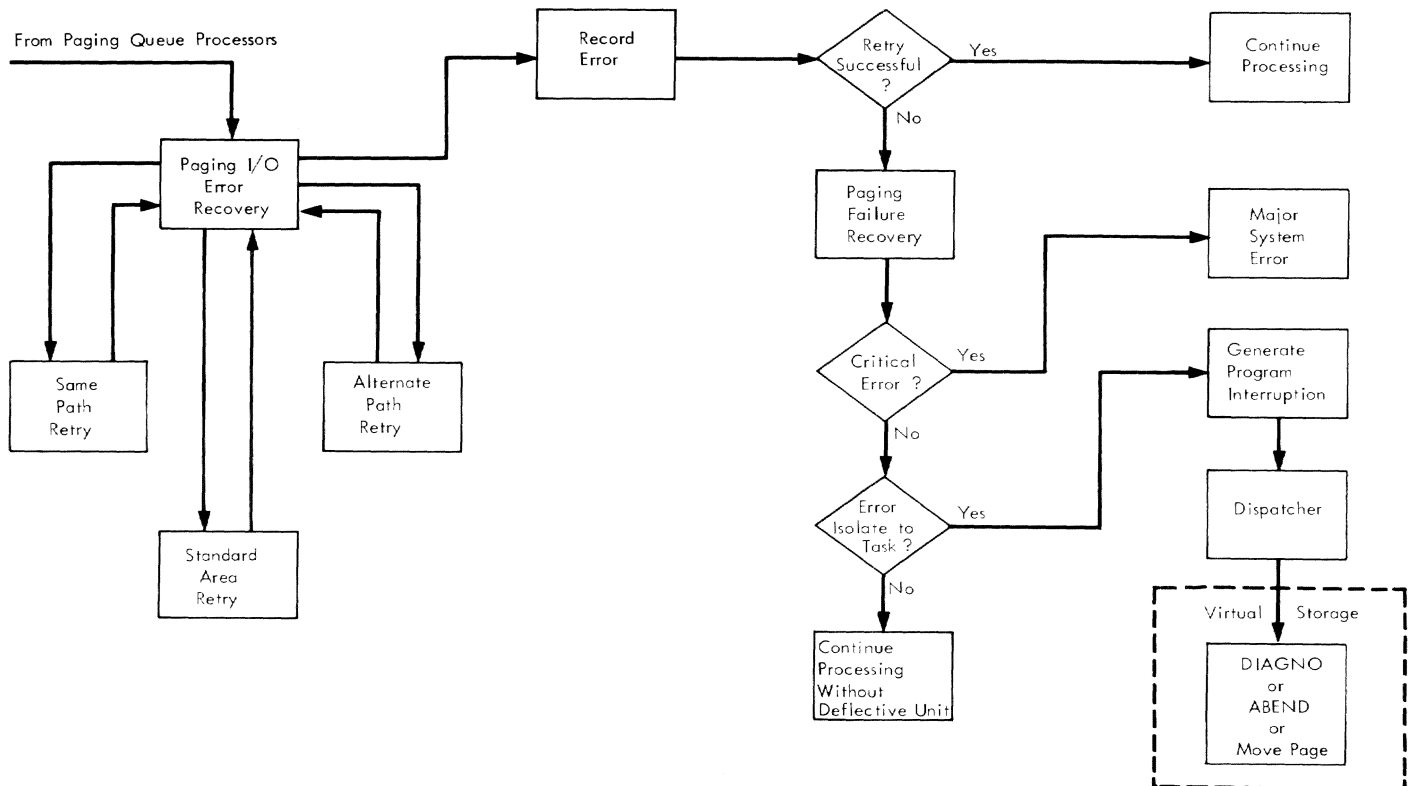 From Paging Queue Processors
Paging I/O
Error
Recovery
Same
Path
Retry
Standard
Area
Retry
Alternate
Path
Retry
Record
Error
Retry
Successful
?
Yes
No
Continue
Processing
Paging
Failure
Recovery
Major
System
Error
Critical
Error ?
Yes
No
Generate
Program
Interruption
Error
Isolate to
Task ?
Yes
No
Dispatcher
Continue
Processing
Without
Deflective Unit
Virtual Storage
DIAGNO
or
ABEND
or
Move Page